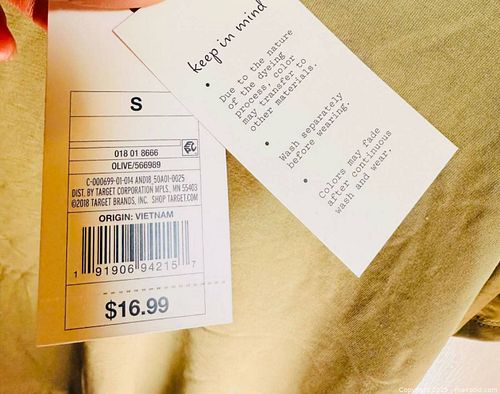 S
018 01 8666
OLIVE/566989
C-000699-01-014 AND18_50A01-0025
DIST. BY TARGET CORPORATION MPLS, MN 55403
©2018 TARGET BRANDS, INC. SHOP TARGET.COM
ORIGIN: VIETNAM
1 91906 94215 7
$16.99
keep in mind
• Due to the nature
of the dyeing
process, color
may transfer to
other materials.
• Wash separately
before wearing.
• Colors may fade
after continuous
wash and wear.